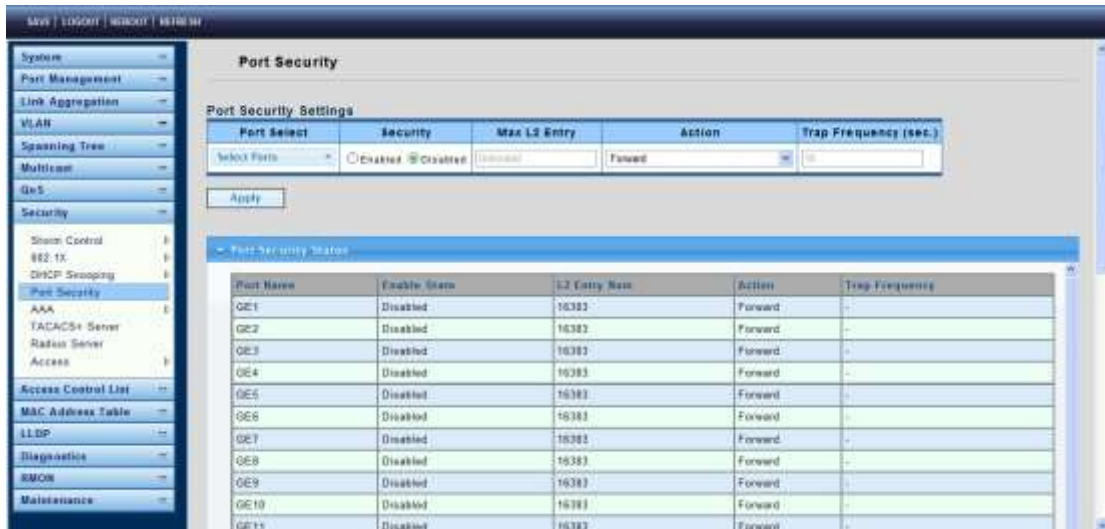 SAVE | LOGOUT | REBOOT | REFRESH
System
Port Management
Link Aggregation
VLAN
Spanning Tree
Multicast
QoS
Security
Storm Control
802.1X
DHCP Snooping
Port Security
AAA
TACACS+ Server
Radius Server
Access
Access Control List
MAC Address Table
LLDP
Diagnostics
RMON
Maintenance
Port Security
Port Security Settings
Port Select Security Max L2 Entry Action Trap Frequency (sec.)
Select Ports Enabled Disabled Forward
Apply
Port Security Status
Port Name Enable State L2 Entry Num Action Trap Frequency
GE1 Disabled 16383 Forward -
GE2 Disabled 16383 Forward -
GE3 Disabled 16383 Forward -
GE4 Disabled 16383 Forward -
GE5 Disabled 16383 Forward -
GE6 Disabled 16383 Forward -
GE7 Disabled 16383 Forward -
GE8 Disabled 16383 Forward -
GE9 Disabled 16383 Forward -
GE10 Disabled 16383 Forward -
GE11 Disabled 16383 Forward -